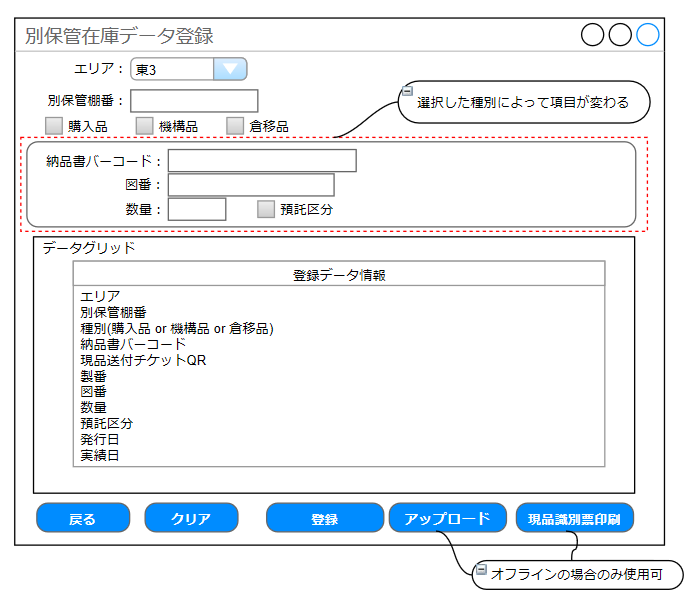 別保管在庫データ登録
エリア： 東3
別保管棚番：
選択した種別によって項目が変わる
購入品 機構品 倉移品
納品書バーコード：
図番：
数量： 預託区分
データグリッド
登録データ情報
エリア
別保管棚番
種別(購入品 or 機構品 or 倉移品)
納品書バーコード
現品送付チケットQR
製番
図番
数量
預託区分
発行日
実績日
戻る クリア 登録 アップロード 現品識別票印刷
オフラインの場合のみ使用可